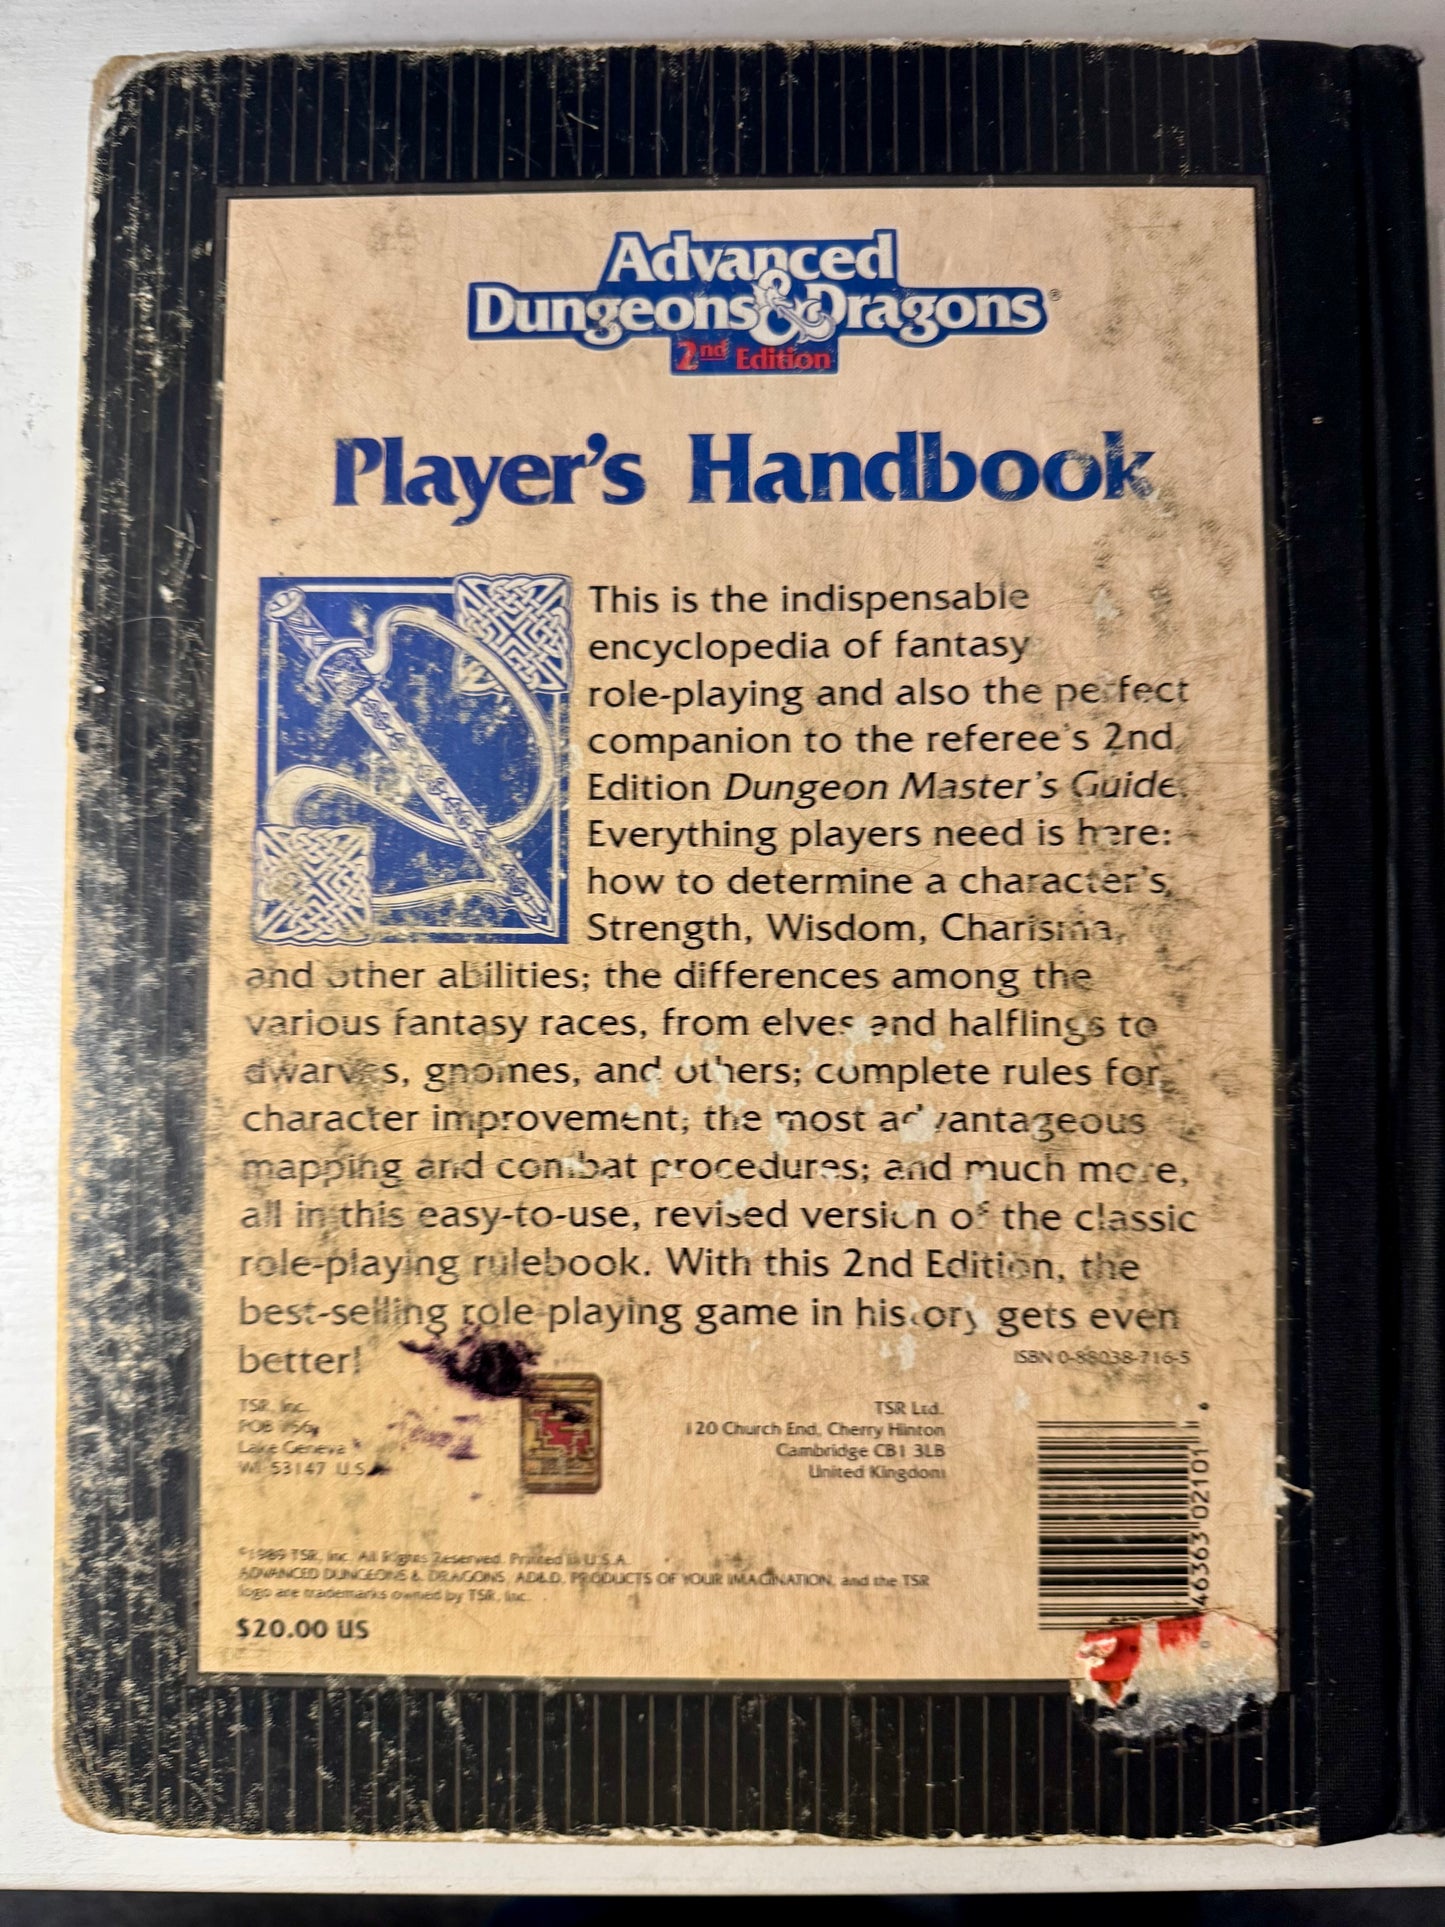 Advanced
Dungeons & Dragons®
2nd Edition
Player's Handbook
This is the indispensable
encyclopedia of fantasy
role-playing and also the perfect
companion to the referee's 2nd
Edition Dungeon Master's Guide.
Everything players need is here:
how to determine a character's
Strength, Wisdom, Charisma,
and other abilities; the differences among the
various fantasy races, from elves and halflings to
dwarves, gnomes, and others; complete rules for
character improvement; the most advantageous
mapping and combat procedures; and much more,
all in this easy-to-use, revised version of the classic
role-playing rulebook. With this 2nd Edition, the
best-selling role-playing game in history gets even
better!
ISBN 0-88038-716-5
TSR, Inc.
POB 756
Lake Geneva
WI 53147 U.S.
TSR Ltd.
120 Church End, Cherry Hinton
Cambridge CB1 3LB
United Kingdom
46363 02101 6
©1989 TSR, Inc. All Rights Reserved. Printed in U.S.A.
ADVANCED DUNGEONS & DRAGONS, AD&D, PRODUCTS OF YOUR IMAGINATION, and the TSR
logo are trademarks owned by TSR, Inc.
$20.00 US